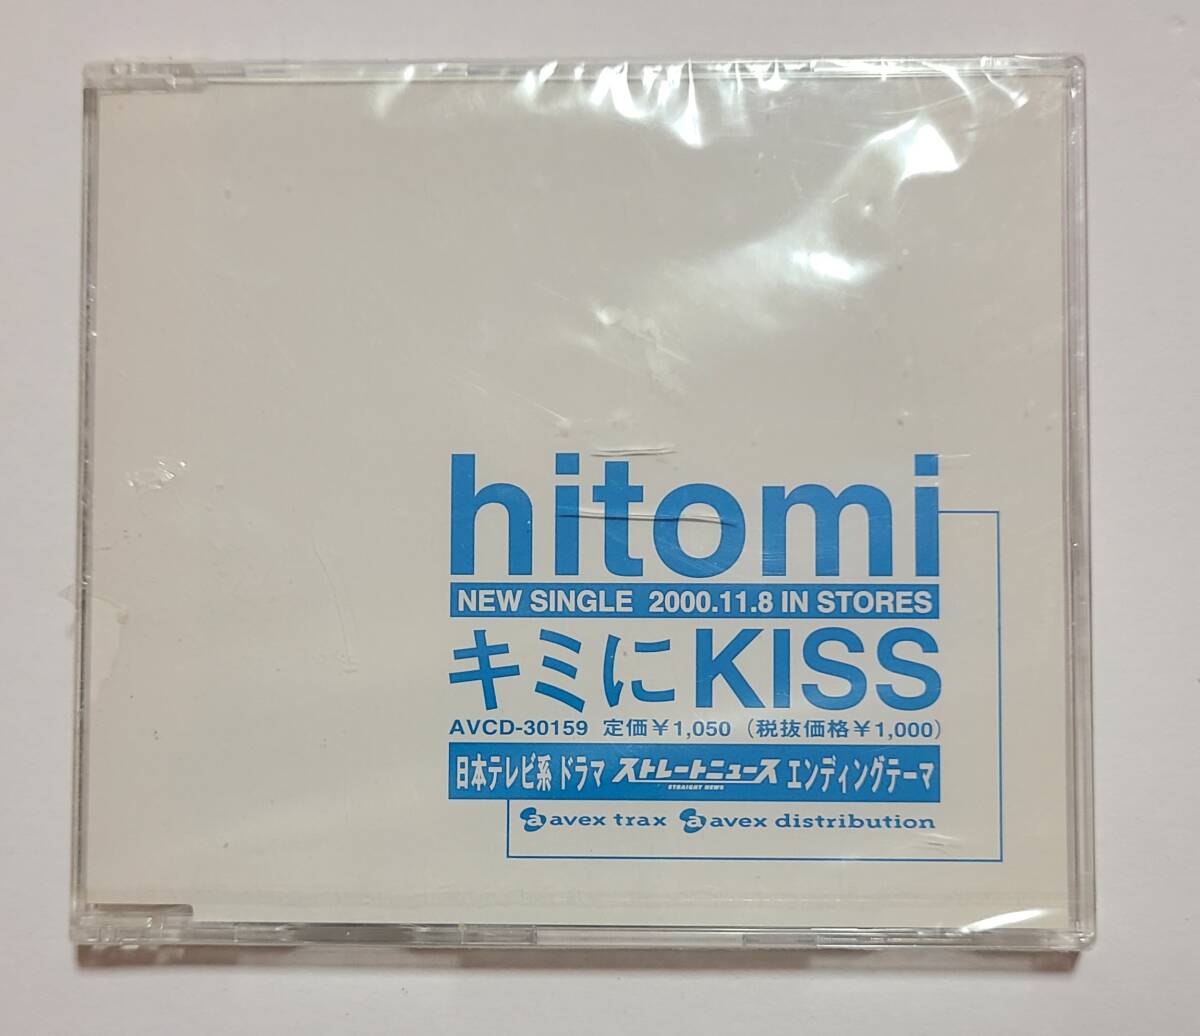 hitomi
NEW SINGLE 2000.11.8 IN STORES
キミにKISS
AVCD-30159 定価¥1,050 (税抜価格¥1,000)
日本テレビ系 ドラマ ストレートニュース エンディングテーマ
STRAIGHT NEWS
a avex trax a avex distribution